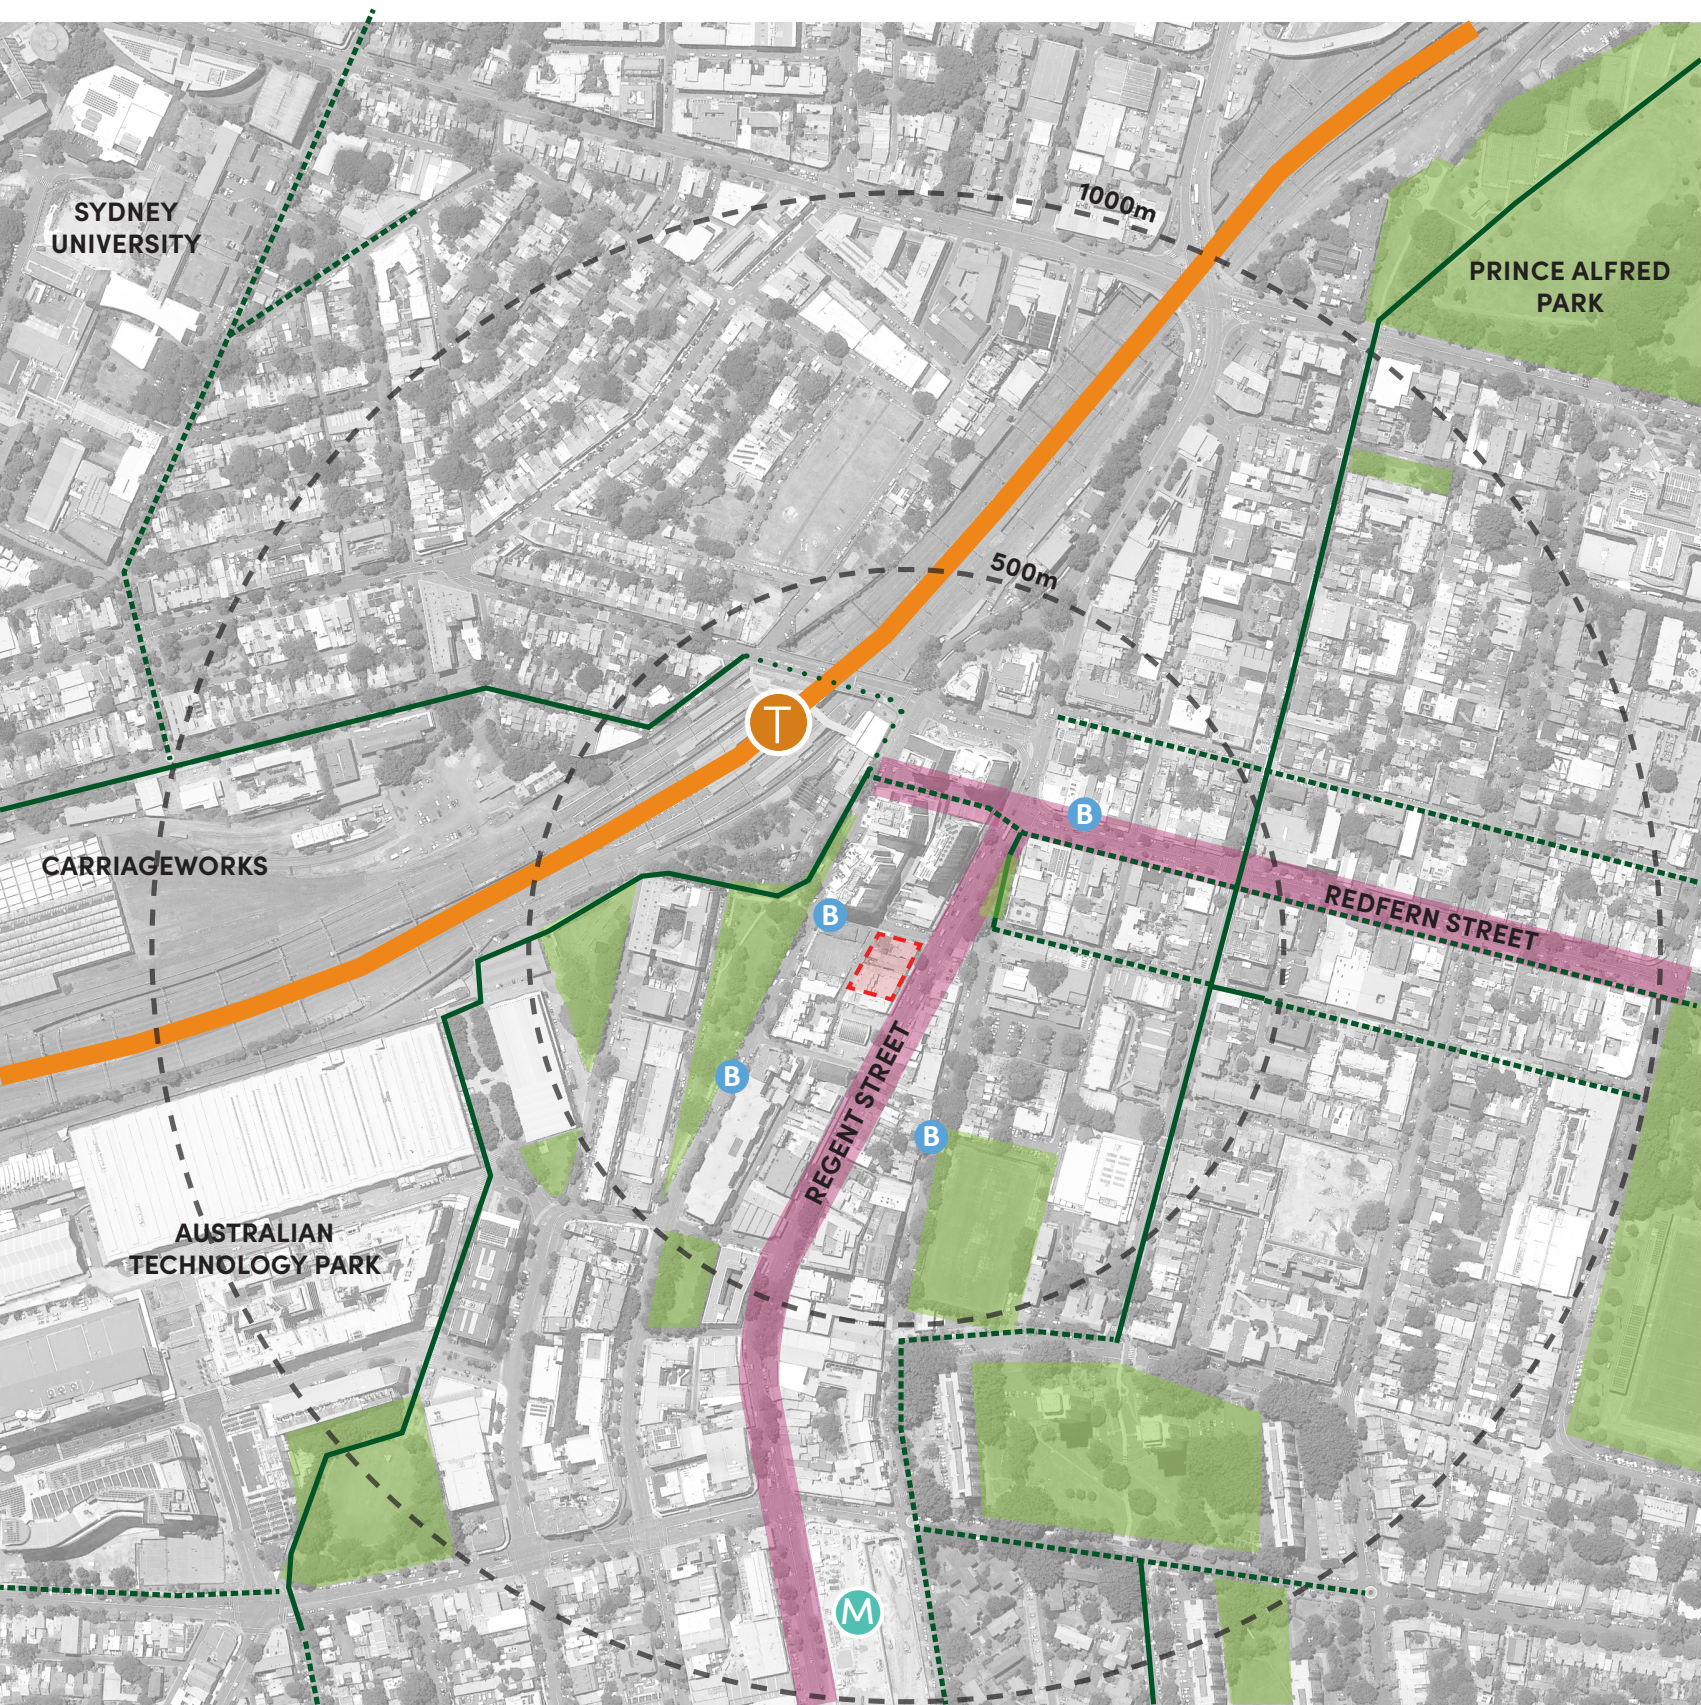 1000m
SYDNEY
UNIVERSITY
PRINCE ALFRED
PARK
500m
T
B
CARRIAGEWORKS
REDFERN STREET
B
B
REGENT STREET
B
AUSTRALIAN
TECHNOLOGY PARK
M